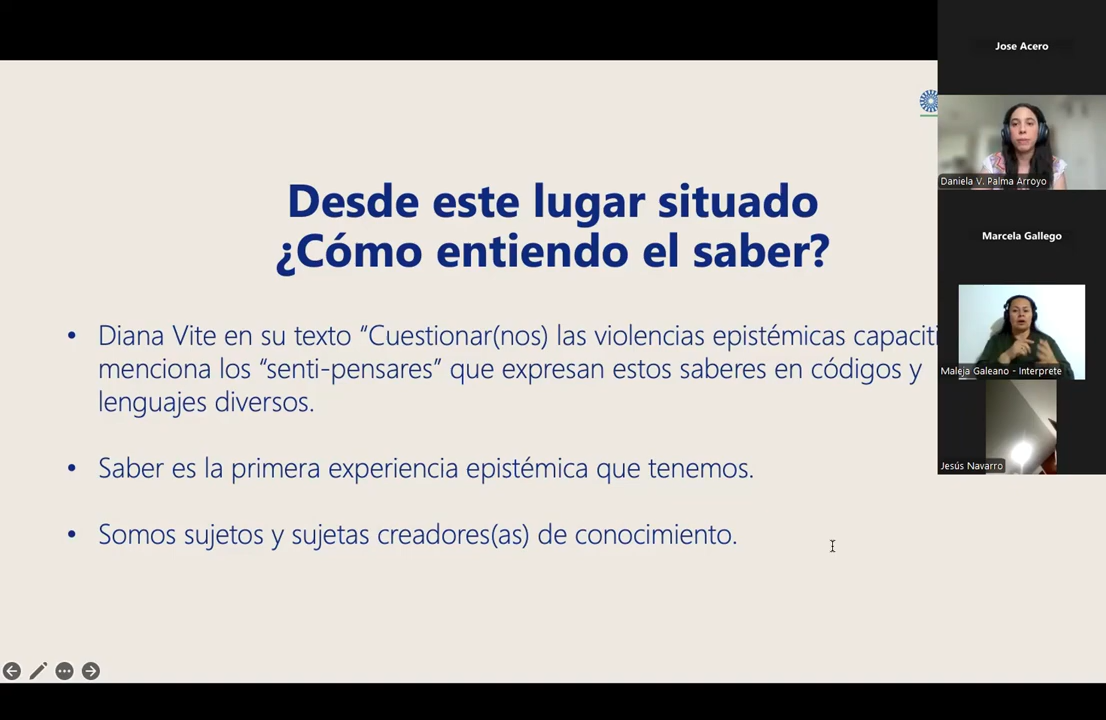 Desde este lugar situado
¿Cómo entiendo el saber?
• Diana Vite en su texto “Cuestionar(nos) las violencias epistémicas
menciona los “senti-pensares” que expresan estos saberes en códigos y
lenguajes diversos.
• Saber es la primera experiencia epistémica que tenemos.
• Somos sujetos y sujetas creadores(as) de conocimiento.
Jose Acero
Daniela V. Palma Arroyo
Marcela Gallego
Maleja Galeano - Interprete
Jesús Navarro